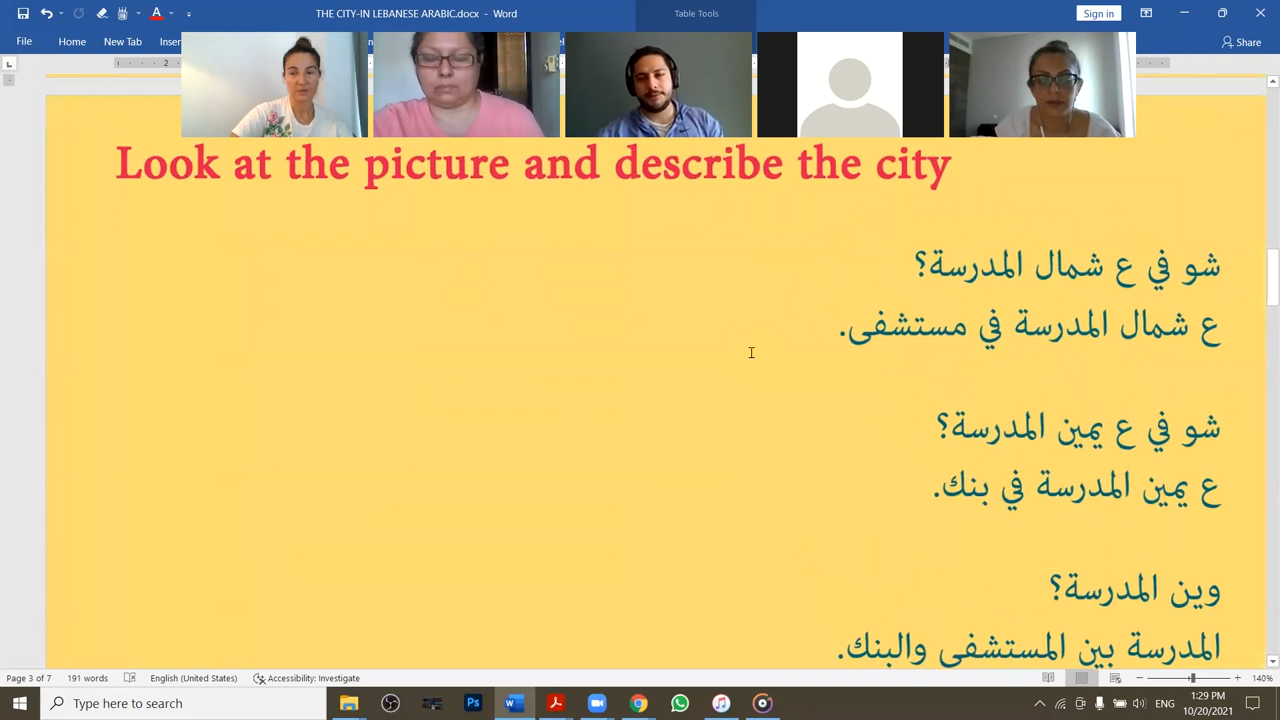 THE CITY-IN LEBANESE ARABIC.docx - Word
Table Tools
Sign in
File Home New Tab Share
2
Look at the picture and describe the city
شو في ع شمال المدرسة؟
ع شمال المدرسة في مستشفى.
شو في ع يمين المدرسة؟
ع يمين المدرسة في بنك.
وين المدرسة؟
المدرسة بين المستشفى والبنك.
Page 3 of 7 191 words English (United States) Accessibility: Investigate 140%
Type here to search
Ps
ENG
1:29 PM
10/20/2021